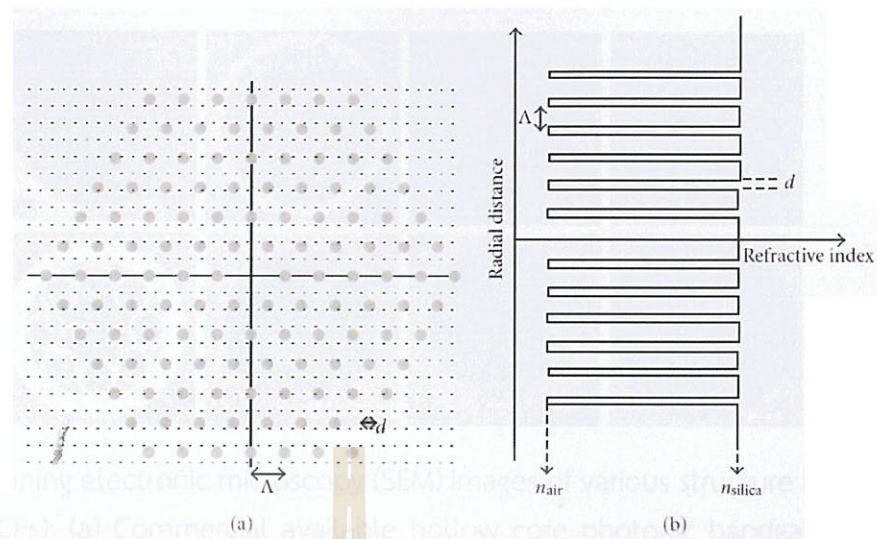 Λ
d
Radial distance
Refractive index
d
Λ
n_air
n_silica
(a)
(b)
ning electronic microscopy (SEM) images of various structure
(a) Commercial available hollow core photonic bandga